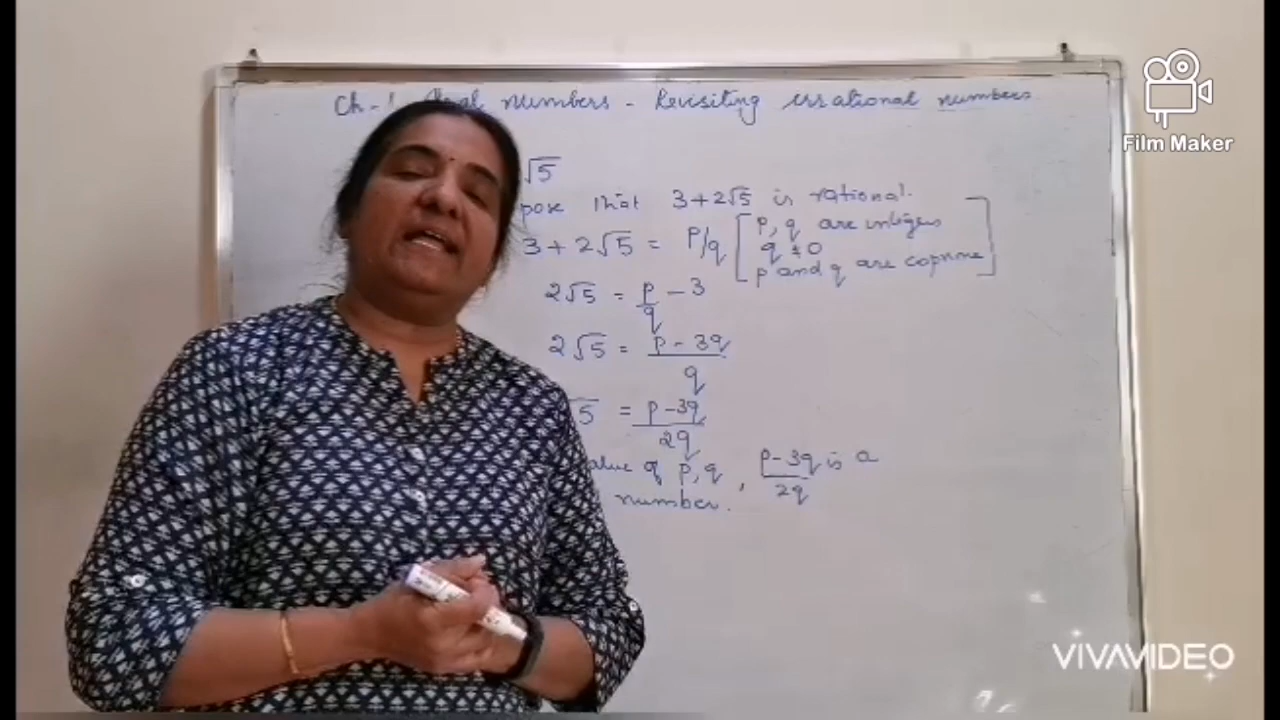 Ch-1 Real numbers - Revisiting irrational numbers
√5
pose that 3+2√5 is rational.
3+2√5 = P/q [p, q are integers
q ≠ 0
p and q are coprime]
2√5 = p/q - 3
2√5 = p-3q/q
√5 = p-3q/2q
value of p, q, p-3q/2q is a
number.
Film Maker
VIVAVIDEO